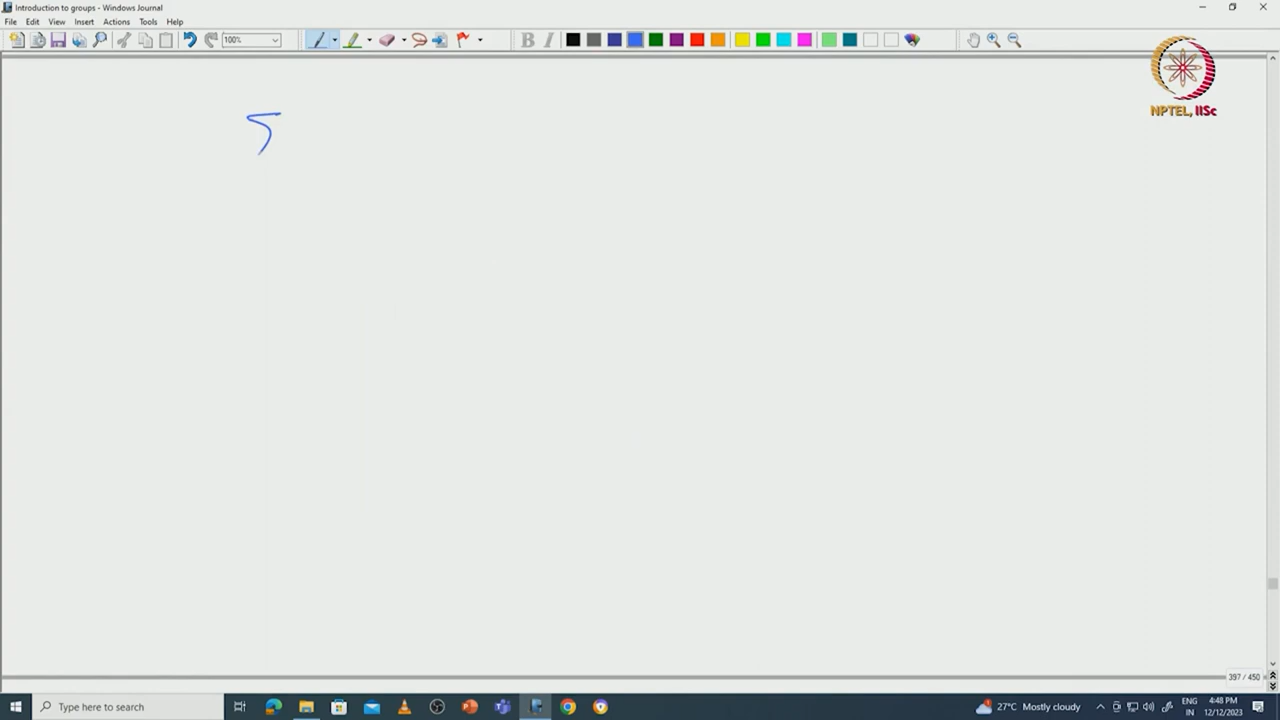 Introduction to groups - Windows Journal
File Edit View Insert Actions Tools Help
100%
B I
NPTEL, IISc
397 / 450
Type here to search
27°C Mostly cloudy
ENG
IN
4:48 PM
12/12/2023